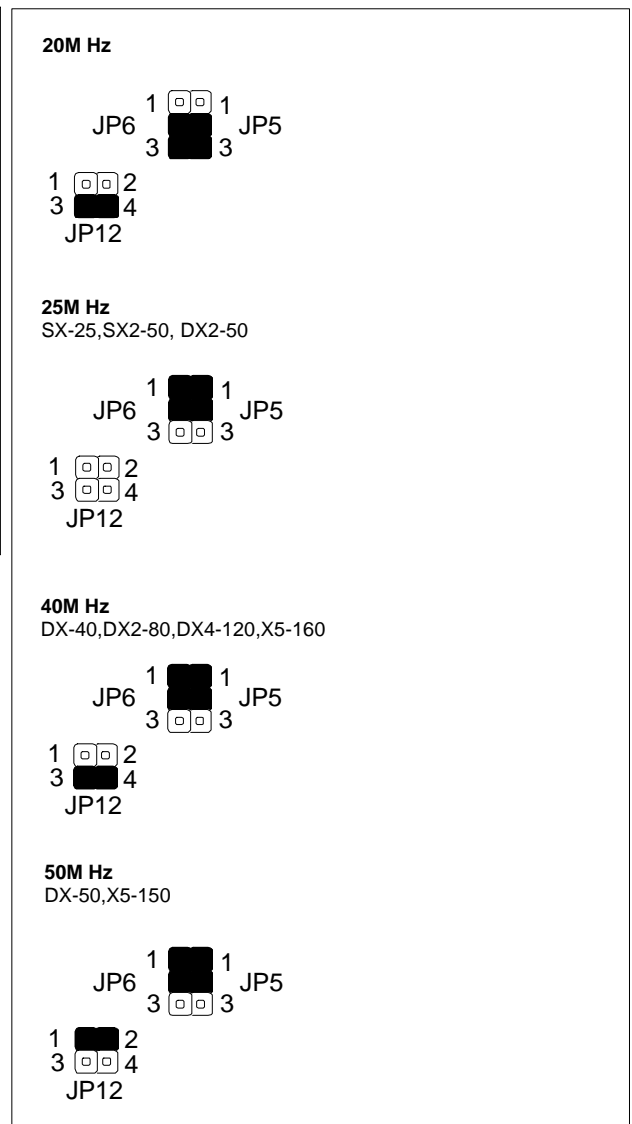 20M Hz
1 1
JP6 JP5
3 3
1 2
3 4
JP12
25M Hz
SX-25,SX2-50, DX2-50
1 1
JP6 JP5
3 3
1 2
3 4
JP12
40M Hz
DX-40,DX2-80,DX4-120,X5-160
1 1
JP6 JP5
3 3
1 2
3 4
JP12
50M Hz
DX-50,X5-150
1 1
JP6 JP5
3 3
1 2
3 4
JP12